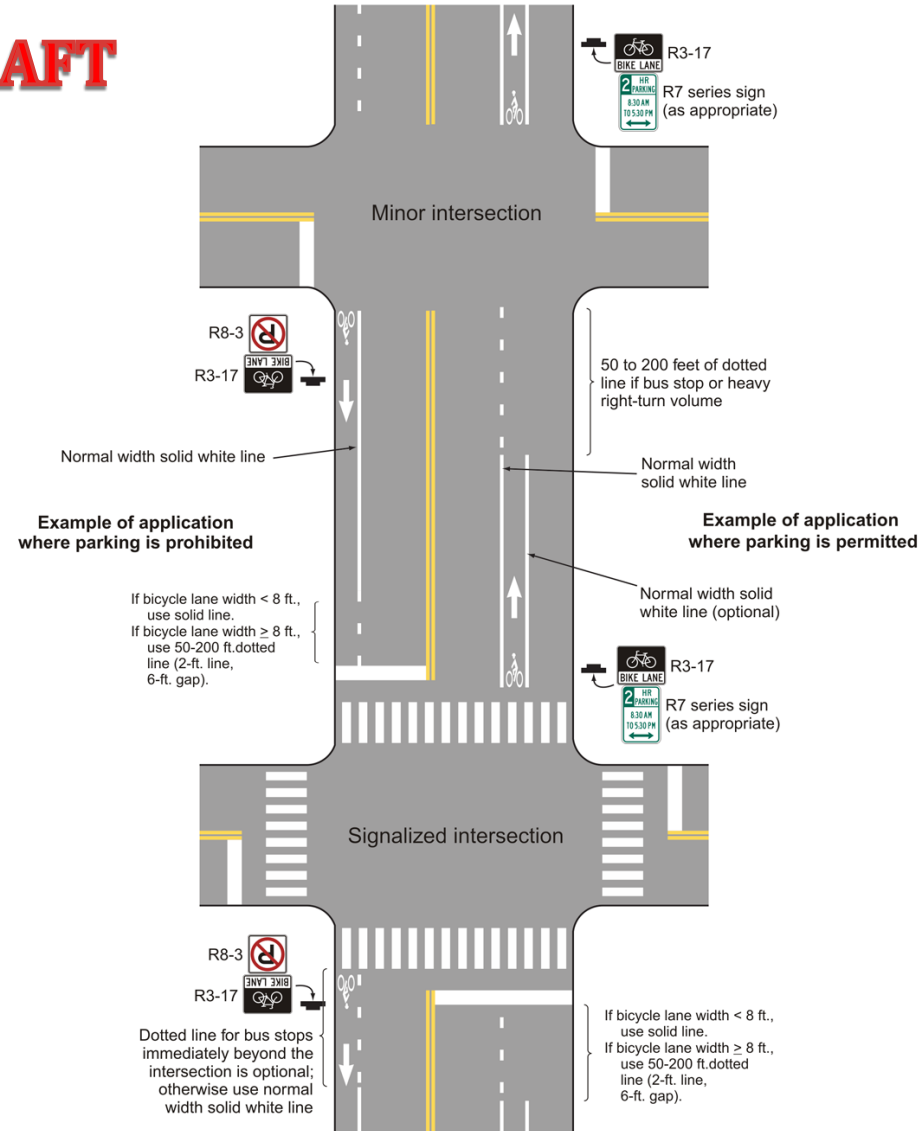 AFT
BIKE LANE
R3-17
2 HR
PARKING
8:30 AM
TO 5:30 PM
R7 series sign
(as appropriate)
Minor intersection
R8-3
P
BIKE LANE
R3-17
50 to 200 feet of dotted
line if bus stop or heavy
right-turn volume
Normal width solid white line
Normal width
solid white line
Example of application
where parking is prohibited
Example of application
where parking is permitted
If bicycle lane width < 8 ft.,
use solid line.
If bicycle lane width ≥ 8 ft.,
use 50-200 ft.dotted
line (2-ft. line,
6-ft. gap).
Normal width solid
white line (optional)
BIKE LANE
R3-17
2 HR
PARKING
8:30 AM
TO 5:30 PM
R7 series sign
(as appropriate)
Signalized intersection
R8-3
P
BIKE LANE
R3-17
Dotted line for bus stops
immediately beyond the
intersection is optional;
otherwise use normal
width solid white line
If bicycle lane width < 8 ft.,
use solid line.
If bicycle lane width ≥ 8 ft.,
use 50-200 ft.dotted
line (2-ft. line,
6-ft. gap).